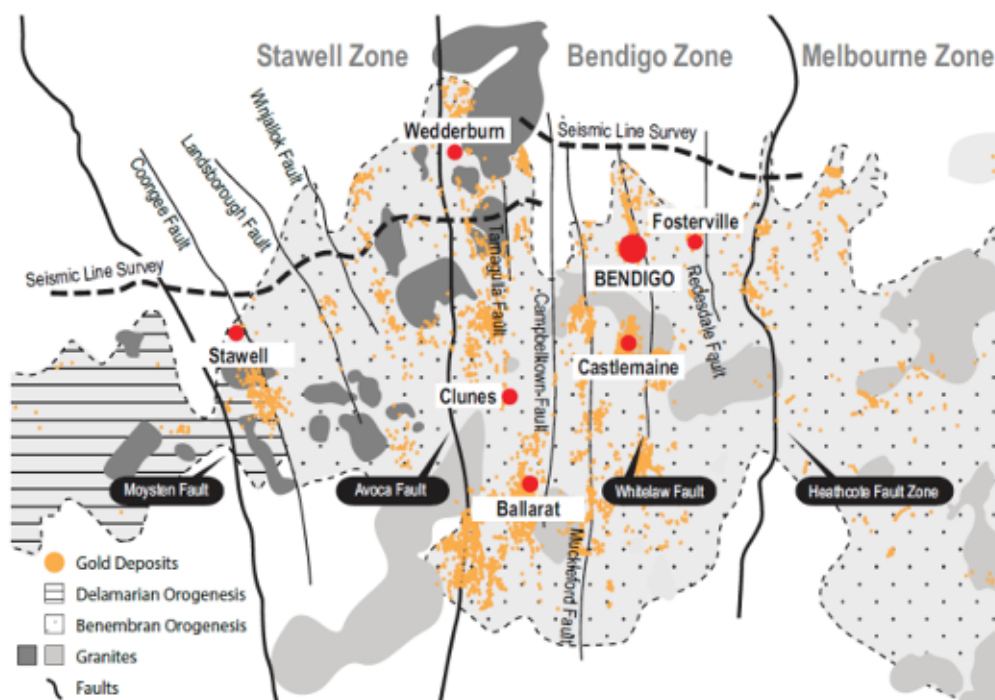 Stawell Zone
Bendigo Zone
Melbourne Zone
Wedderburn
Seismic Line Survey
Winjallok Fault
Landsborough Fault
Coongee Fault
Fosterville
BENDIGO
Tarnagulla Fault
Redesdale Fault
Seismic Line Survey
Campbelltown-Fault
Stawell
Castlemaine
Clunes
Moysten Fault
Avoca Fault
Whitelaw Fault
Heathcote Fault Zone
Ballarat
Muckleford Fault
Gold Deposits
Delamarian Orogenesis
Benembran Orogenesis
Granites
Faults